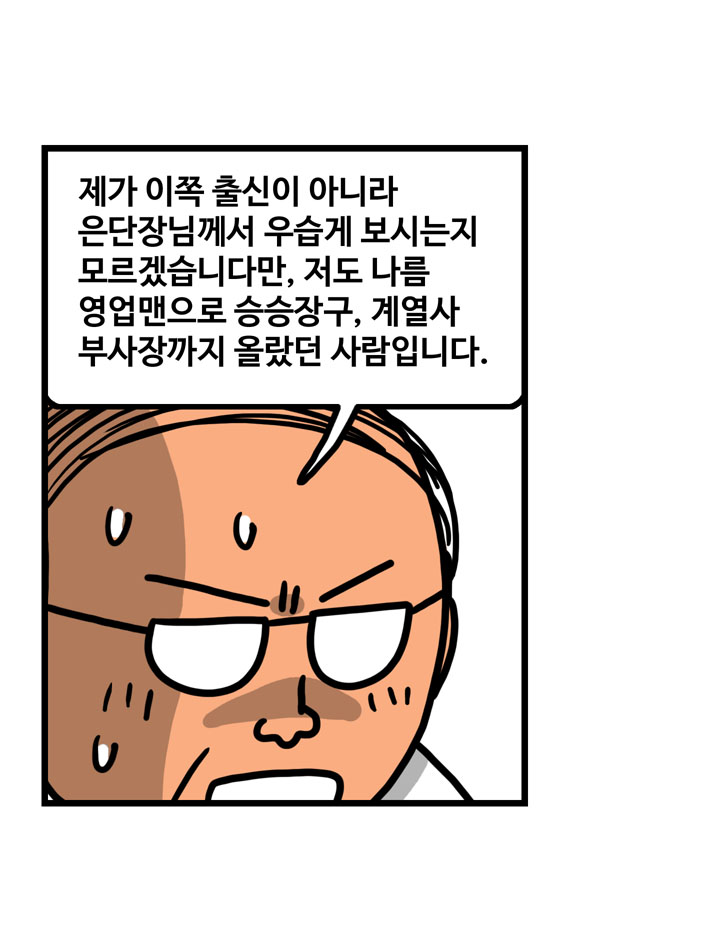 제가 이쪽 출신이 아니라
은단장님께서 우습게 보시는지
모르겠습니다만, 저도 나름
영업맨으로 승승장구, 계열사
부사장까지 올랐던 사람입니다.